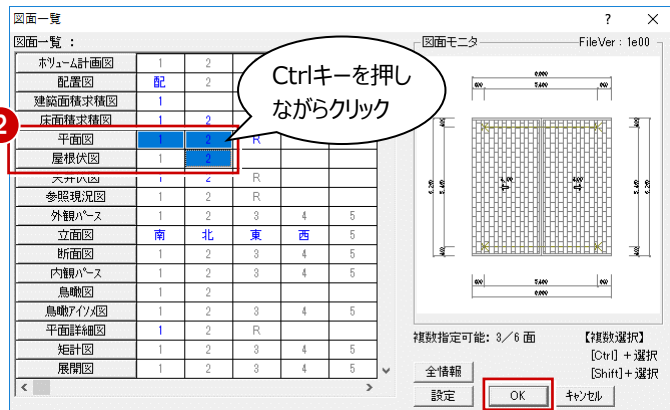 図面一覧 ? ×
図面一覧 : 図面モニタ FileVer : 1e00
ボリューム計画図 1 2
配置図 配 2
建築面積求積図 1
床面積求積図 1 2
平面図 1 2 R
屋根伏図 1 2
天井伏図 1 2 R
参照現況図 1 2 R
外観パース 1 2 3 4 5
立面図 南 北 東 西 5
断面図 1 2 3 4 5
内観パース 1 2 3 4 5
鳥瞰図 1 2
鳥瞰アイソメ図 1 2 3 4 5
平面詳細図 1 2 R
矩計図 1 2 3 4 5
展開図 1 2 3 4 5
2
Ctrlキーを押し
ながらクリック
複数指定可能: 3/6 面 【複数選択】
[Ctrl] +選択
[Shift]+選択
全情報
設定 OK キャンセル